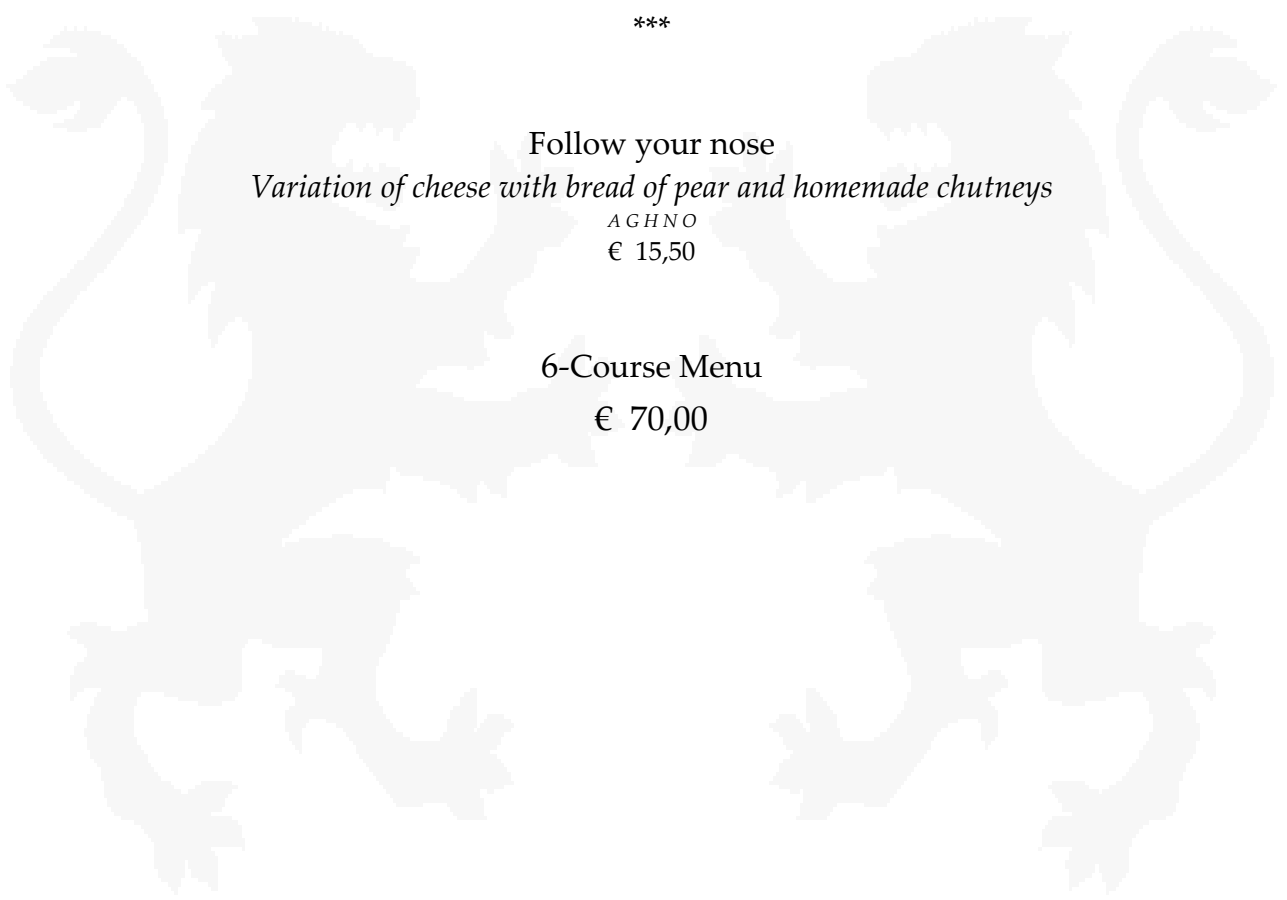 ***
Follow your nose
Variation of cheese with bread of pear and homemade chutneys
A G H N O
€ 15,50
6-Course Menu
€ 70,00